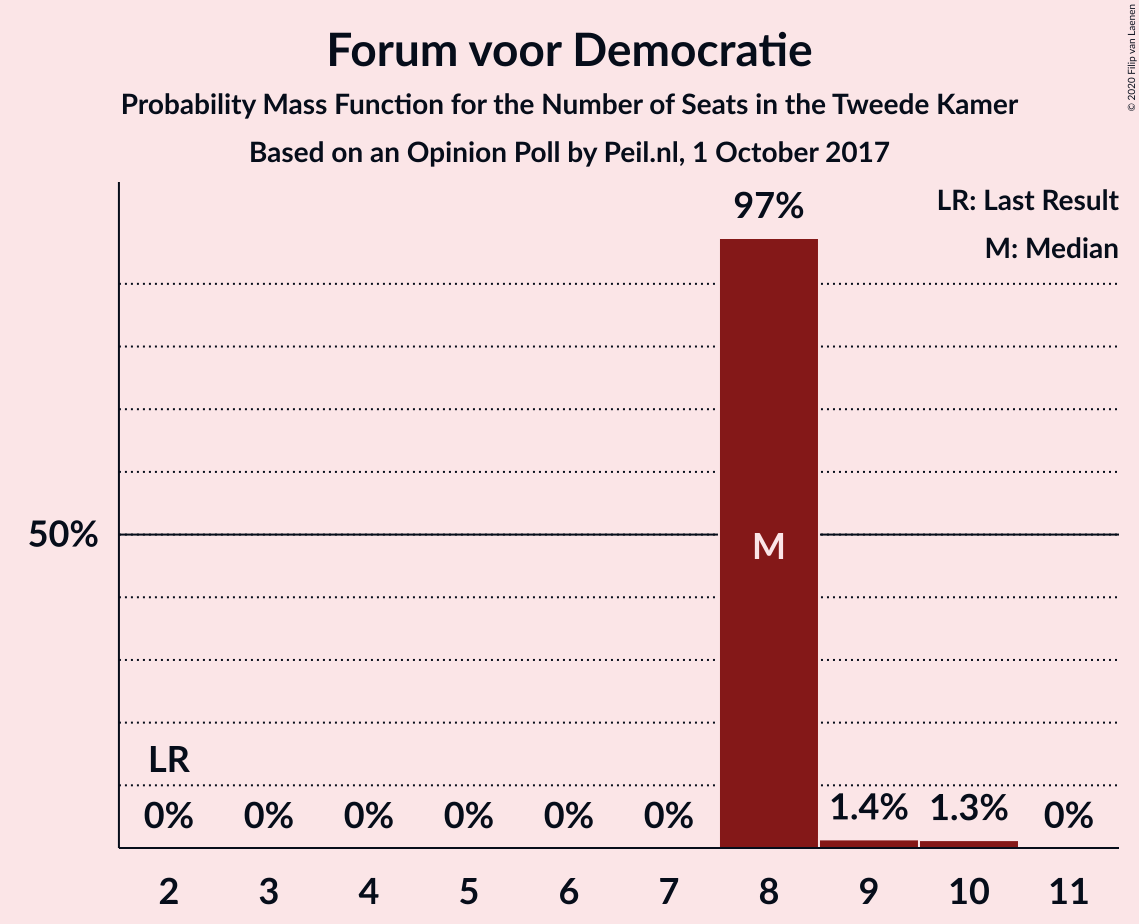 Forum voor Democratie
Probability Mass Function for the Number of Seats in the Tweede Kamer
Based on an Opinion Poll by Peil.nl, 1 October 2017
© 2020 Filip van Laenen
LR: Last Result
M: Median
97%
50%
M
LR
0% 0% 0% 0% 0% 0% 1.4% 1.3% 0%
2 3 4 5 6 7 8 9 10 11